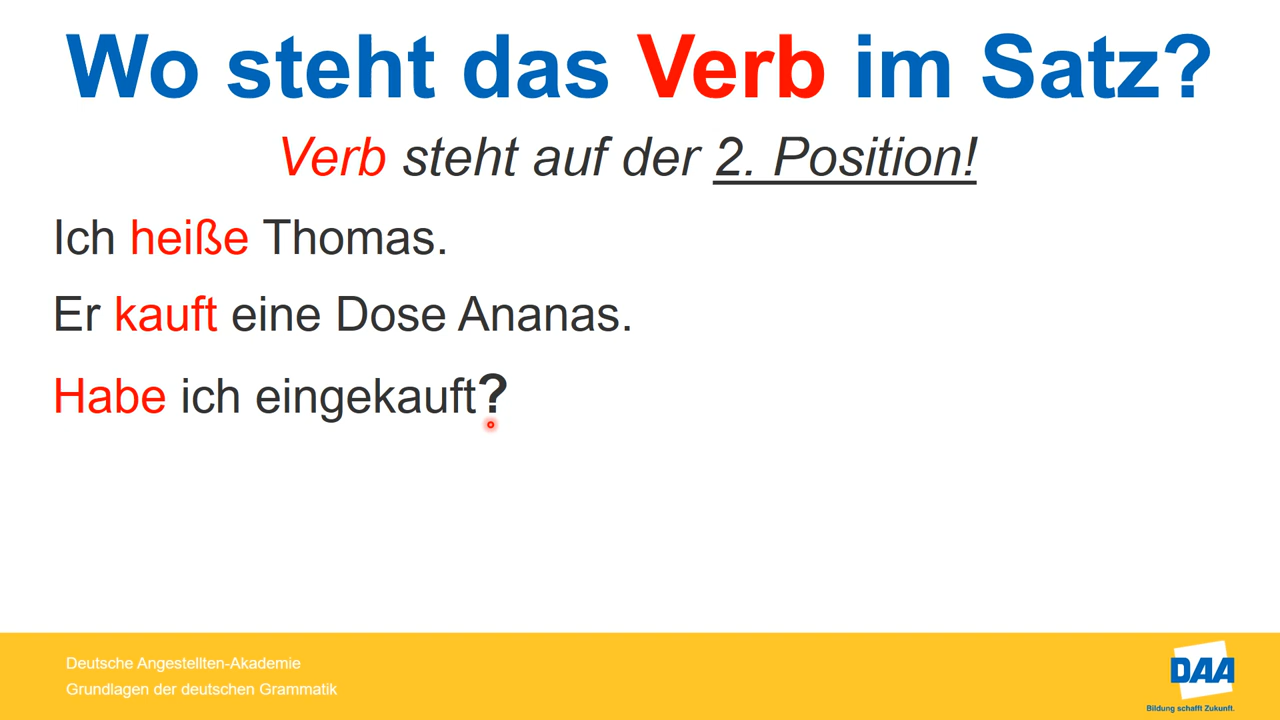 Wo steht das Verb im Satz?
Verb steht auf der 2. Position!
Ich heiße Thomas.
Er kauft eine Dose Ananas.
Habe ich eingekauft?
Deutsche Angestellten-Akademie
Grundlagen der deutschen Grammatik
DAA
Bildung schafft Zukunft.